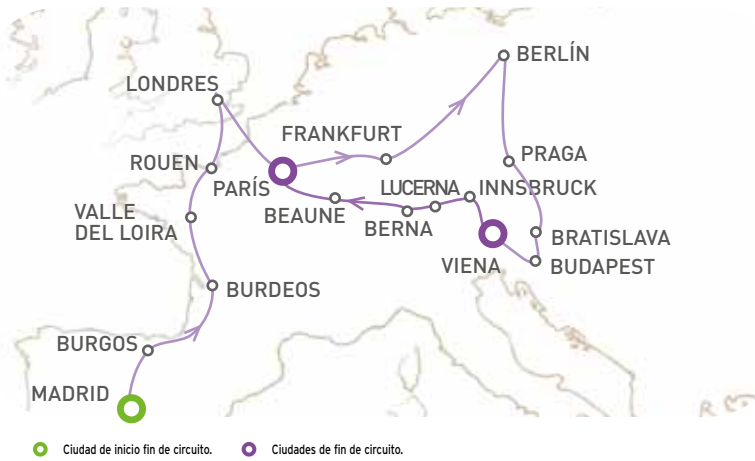 BERLÍN
LONDRES
FRANKFURT
ROUEN
PRAGA
PARÍS
LUCERNA
INNSBRUCK
BEAUNE
VALLE
DEL LOIRA
BERNA
BRATISLAVA
VIENA
BUDAPEST
BURDEOS
BURGOS
MADRID
Ciudad de inicio fin de circuito.
Ciudades de fin de circuito.